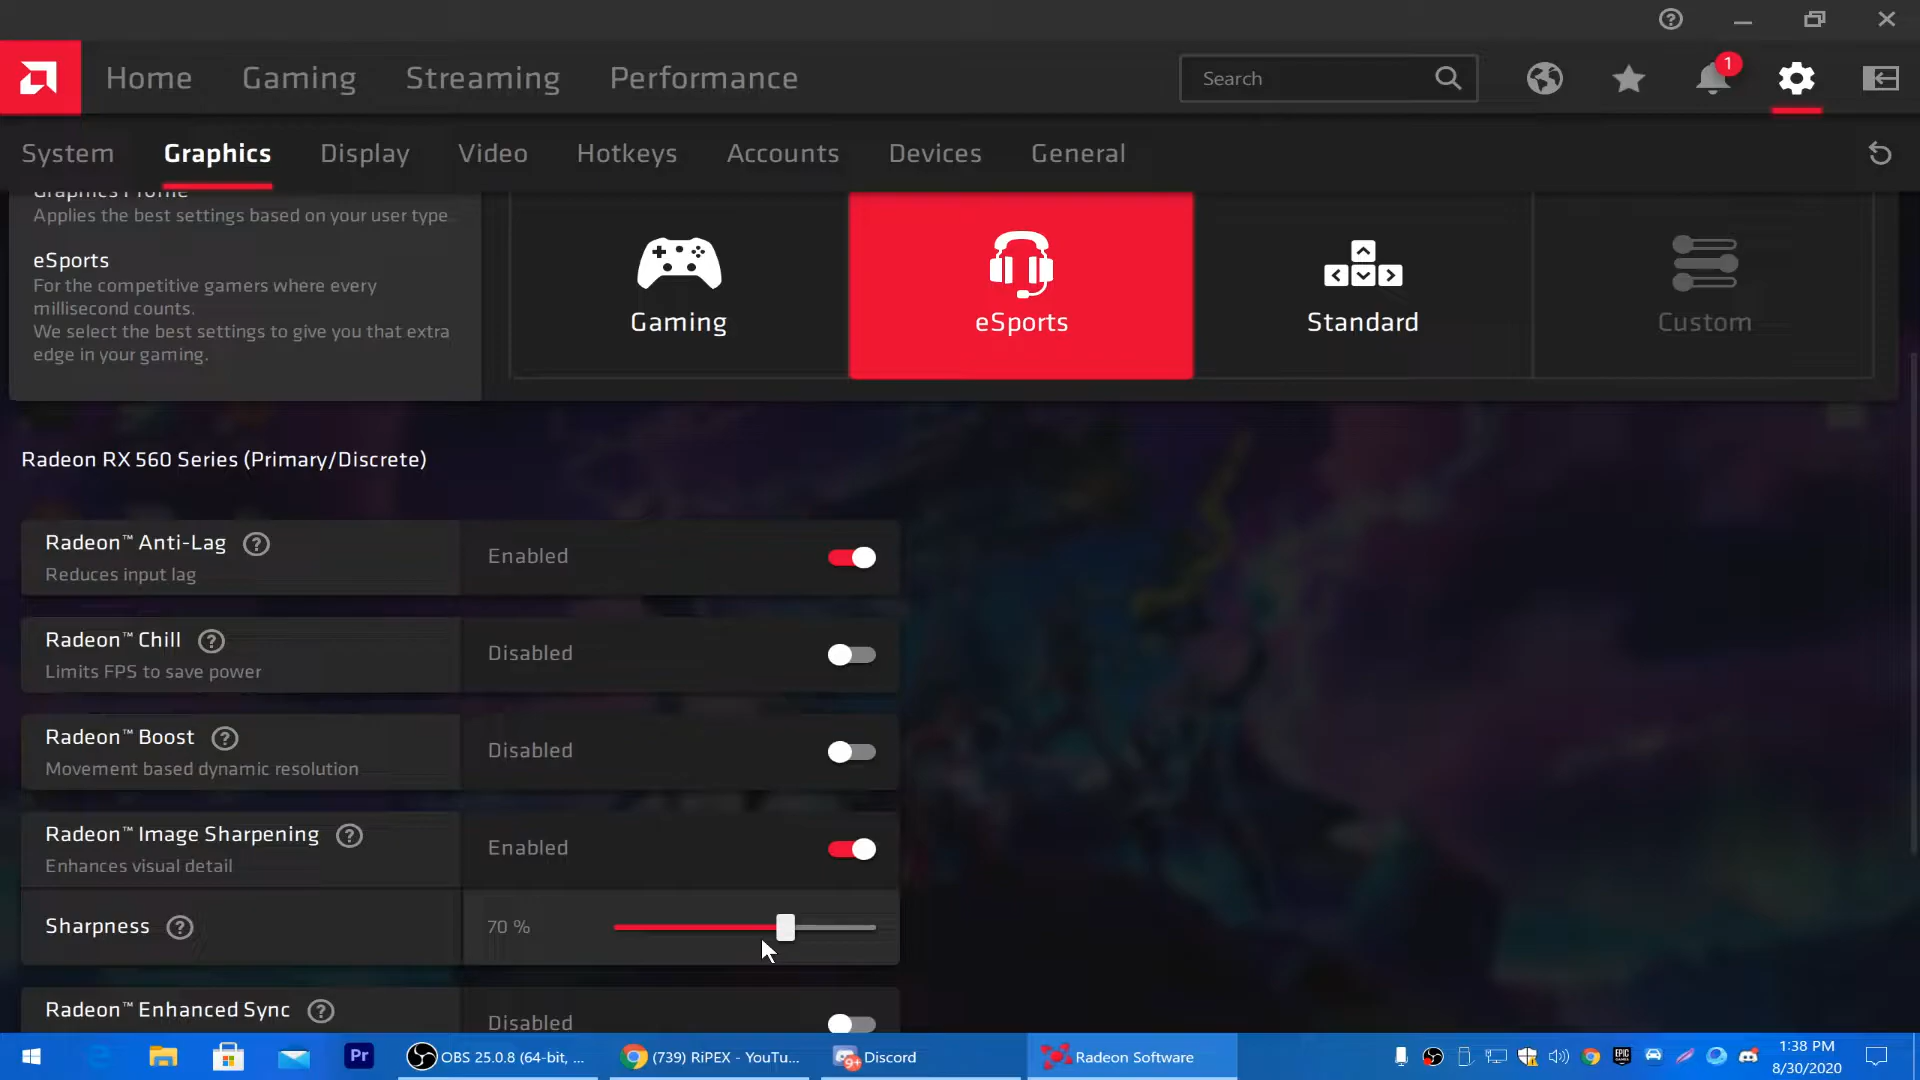 Home Gaming Streaming Performance Search 1
System Graphics Display Video Hotkeys Accounts Devices General
Graphics Profile
Applies the best settings based on your user type
eSports
For the competitive gamers where every
millisecond counts.
We select the best settings to give you that extra
edge in your gaming.
Gaming eSports Standard Custom
Radeon RX 560 Series (Primary/Discrete)
Radeon™ Anti-Lag ? Enabled
Reduces input lag
Radeon™ Chill ? Disabled
Limits FPS to save power
Radeon™ Boost ? Disabled
Movement based dynamic resolution
Radeon™ Image Sharpening ? Enabled
Enhances visual detail
Sharpness ? 70 %
Radeon™ Enhanced Sync ? Disabled
Pr OBS 25.0.8 (64-bit, ... (739) RiPEX - YouTu... 9+ Discord Radeon Software EPIC 1:38 PM
8/30/2020